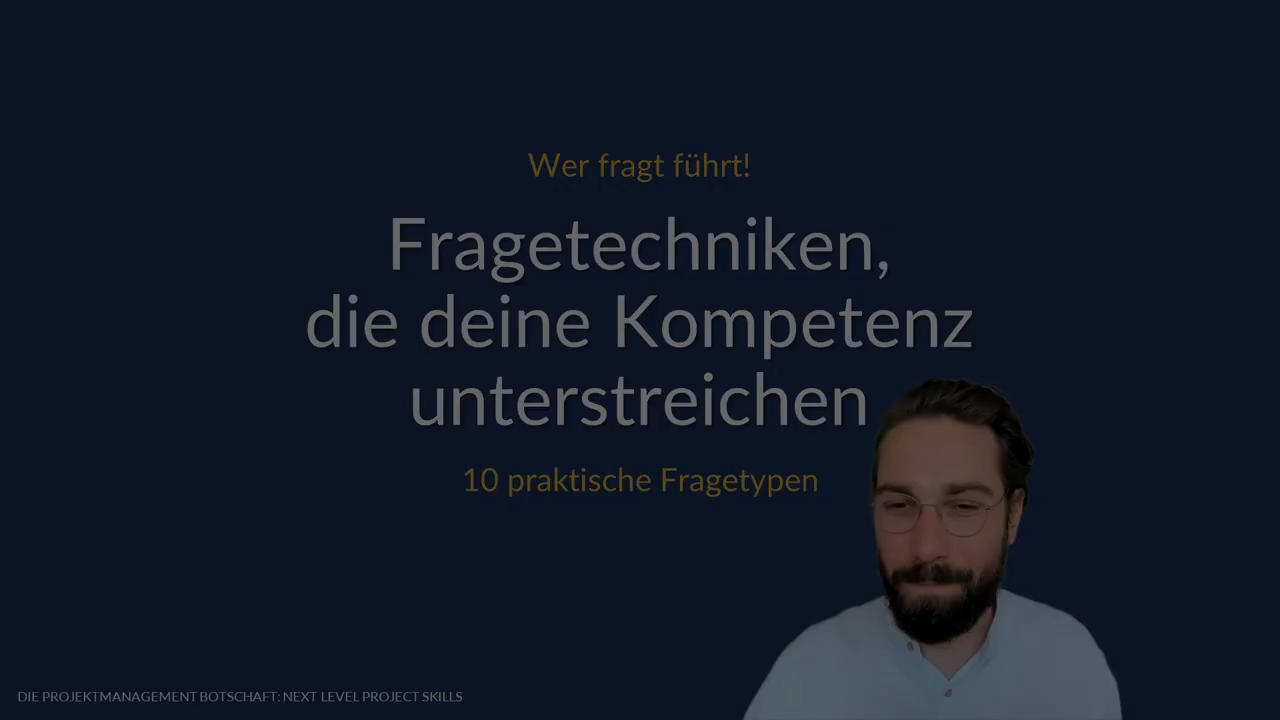 Wer fragt führt!
Fragetechniken,
die deine Kompetenz
unterstreichen
10 praktische Fragetypen
DIE PROJEKTMANAGEMENT BOTSCHAFT: NEXT LEVEL PROJECT SKILLS